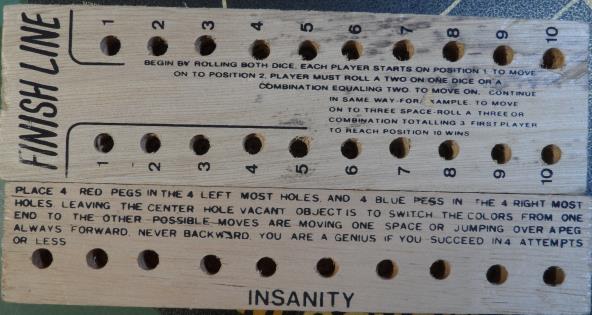 FINISH LINE
1 2 3 4 5 6 7 8 9 10
BEGIN BY ROLLING BOTH DICE. EACH PLAYER STARTS ON POSITION 1. TO MOVE
ON TO POSITION 2, PLAYER MUST ROLL A TWO ON ONE DICE OR A
COMBINATION EQUALING TWO. TO MOVE ON. CONTINUE
IN SAME WAY. FOR EXAMPLE. TO MOVE
ON TO THREE SPACE-ROLL A THREE OR
COMBINATION TOTALLING 3. FIRST PLAYER
TO REACH POSITION 10 WINS
1 2 3 4 5 6 7 8 9 10
PLACE 4 RED PEGS IN THE 4 LEFT MOST HOLES, AND 4 BLUE PEGS IN THE 4 RIGHT MOST
HOLES, LEAVING THE CENTER HOLE VACANT OBJECT IS TO SWITCH THE COLORS FROM ONE
END TO THE OTHER POSSIBLE MOVES ARE MOVING ONE SPACE OR JUMPING OVER A PEG
ALWAYS FORWARD, NEVER BACKWARD. YOU ARE A GENIUS IF YOU SUCCEED IN 4 ATTEMPTS
OR LESS
INSANITY